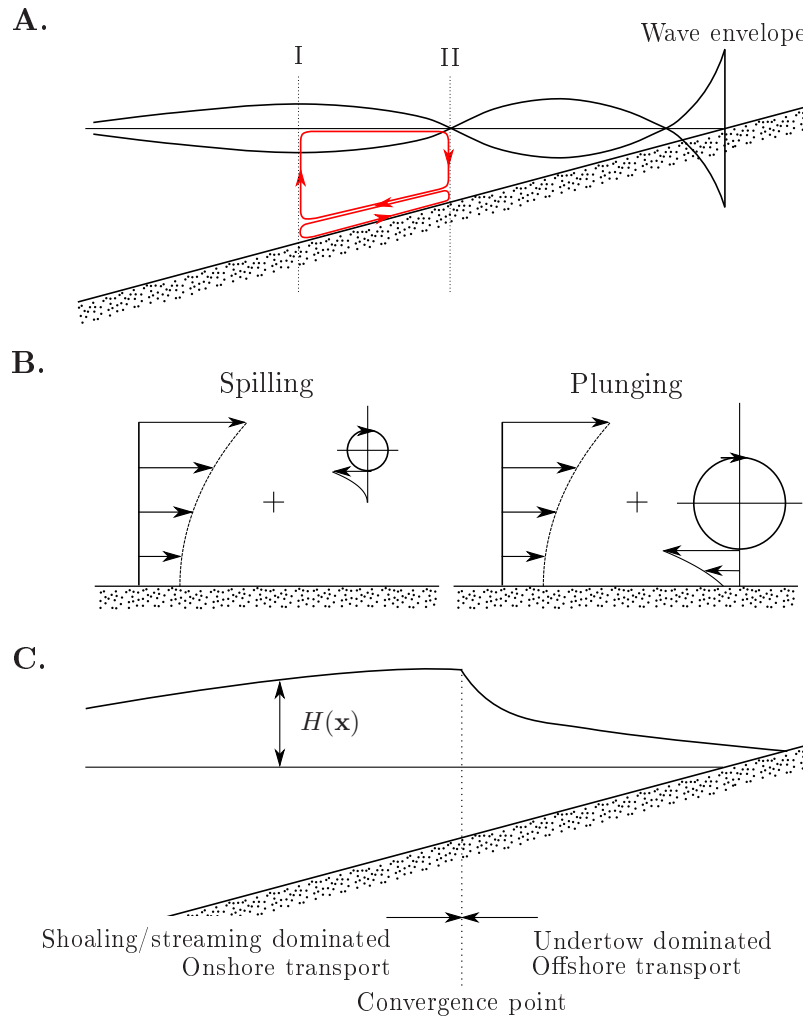 A.
Wave envelope
I
II
B.
Spilling
Plunging
+
+
C.
H(x)
Shoaling/streaming dominated
Onshore transport
Undertow dominated
Offshore transport
Convergence point